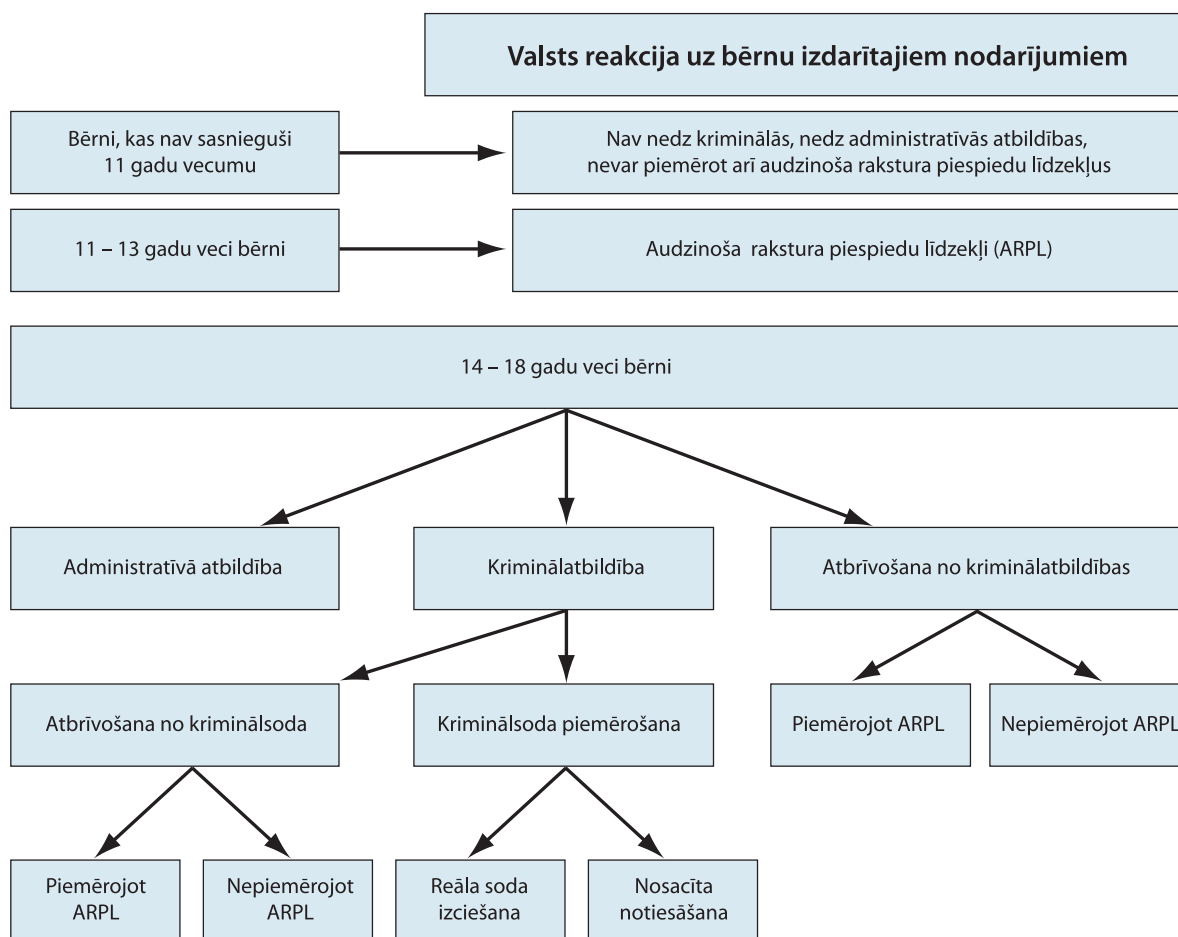 Valsts reakcija uz bērnu izdarītajiem nodarījumiem
Bērni, kas nav sasnieguši
11 gadu vecumu
Nav nedz kriminālās, nedz administratīvās atbildības,
nevar piemērot arī audzinoša rakstura piespiedu līdzekļus
11 – 13 gadu veci bērni
Audzinoša rakstura piespiedu līdzekļi (ARPL)
14 – 18 gadu veci bērni
Administratīvā atbildība
Kriminālatbildība
Atbrīvošana no kriminālatbildības
Atbrīvošana no kriminālsoda
Kriminālsoda piemērošana
Piemērojot ARPL
Nepiemērojot ARPL
Piemērojot
ARPL
Nepiemērojot
ARPL
Reāla soda
izciešana
Nosacīta
notiesāšana